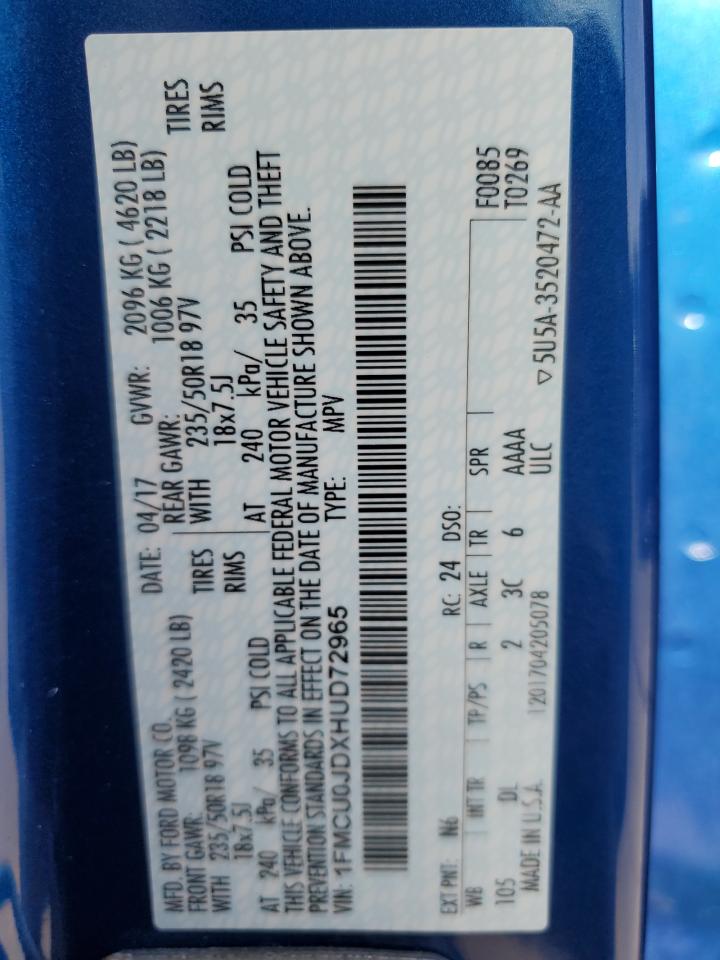 MFD. BY FORD MOTOR CO.
DATE: 04/17 GVWR: 2096 KG ( 4620 LB)
FRONT GAWR: 1098 KG ( 2420 LB) REAR GAWR: 1006 KG ( 2218 LB)
WITH 235/50R18 97V TIRES WITH 235/50R18 97V TIRES
18x7.5J RIMS 18x7.5J RIMS
AT 240 kPa/ 35 PSI COLD AT 240 kPa/ 35 PSI COLD
THIS VEHICLE CONFORMS TO ALL APPLICABLE FEDERAL MOTOR VEHICLE SAFETY AND THEFT
PREVENTION STANDARDS IN EFFECT ON THE DATE OF MANUFACTURE SHOWN ABOVE.
VIN: 1FMCU0JDXHUD72965 TYPE: MPV
EXT PNT: N6 RC: 24 DSO:
WB INT TR TP/PS R AXLE TR SPR F0085
105 DL 2 3C 6 AAAA T0269
MADE IN U.S.A. 1201704205078 ULC
▽5U5A-3520472-AA